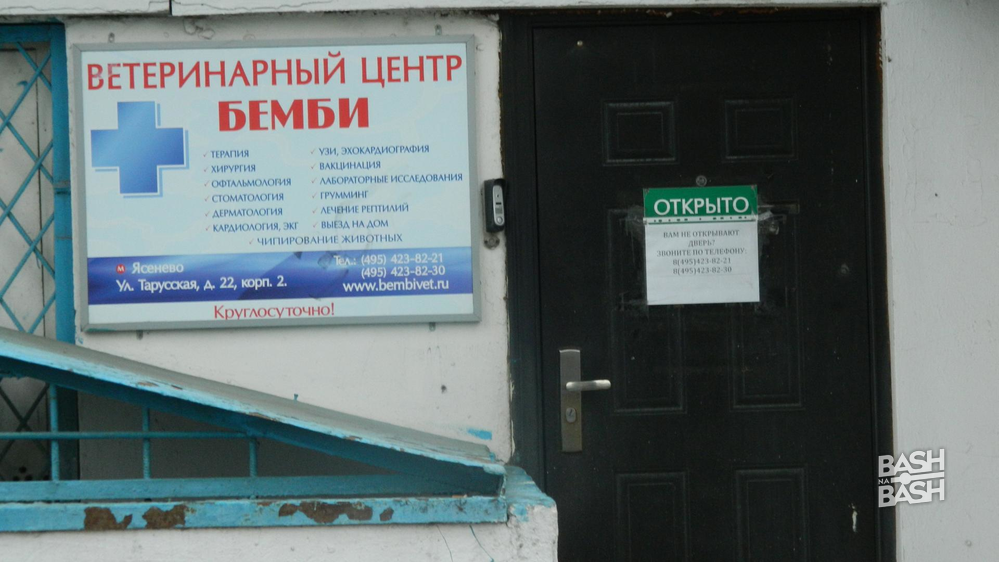 ВЕТЕРИНАРНЫЙ ЦЕНТР
БЕМБИ
ТЕРАПИЯ
ХИРУРГИЯ
ОФТАЛЬМОЛОГИЯ
СТОМАТОЛОГИЯ
ДЕРМАТОЛОГИЯ
КАРДИОЛОГИЯ, ЭКГ
УЗИ, ЭХОКАРДИОГРАФИЯ
ВАКЦИНАЦИЯ
ЛАБОРАТОРНЫЕ ИССЛЕДОВАНИЯ
ГРУММИНГ
ЛЕЧЕНИЕ РЕПТИЛИЙ
ВЫЕЗД НА ДОМ
ЧИПИРОВАНИЕ ЖИВОТНЫХ
М Ясенево
Ул. Тарусская, д. 22, корп. 2.
Тел.: (495) 423-82-21
(495) 423-82-30
www.bembivet.ru
Круглосуточно!
ОТКРЫТО
ВАМ НЕ ОТКРЫВАЮТ
ДВЕРЬ?
ЗВОНИТЕ ПО ТЕЛЕФОНУ:
8(495)423-82-21
8(495)423-82-30
BASH
NA
BASH